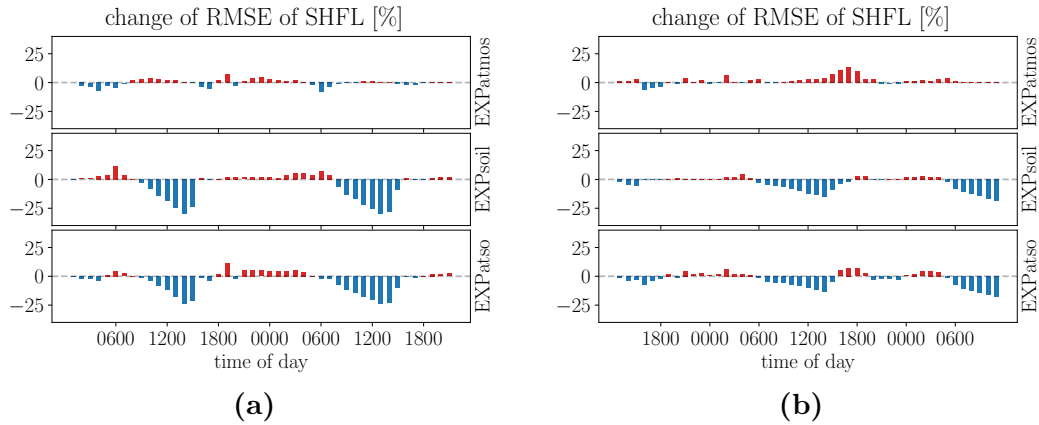 change of RMSE of SHFL [%]
25
0
−25
EXPatmos
25
0
−25
EXPsoil
25
0
−25
EXPatso
0600 1200 1800 0000 0600 1200 1800
time of day
(a)
change of RMSE of SHFL [%]
25
0
−25
EXPatmos
25
0
−25
EXPsoil
25
0
−25
EXPatso
1800 0000 0600 1200 1800 0000 0600
time of day
(b)